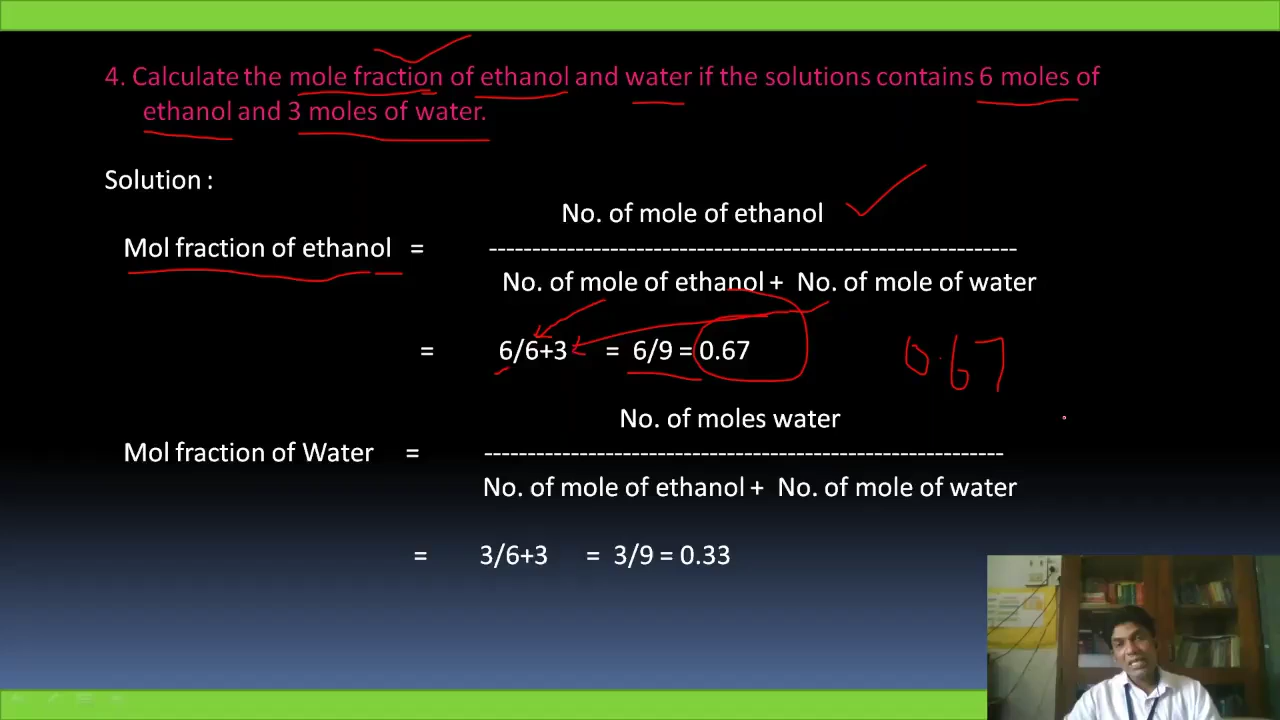 4. Calculate the mole fraction of ethanol and water if the solutions contains 6 moles of
ethanol and 3 moles of water.
Solution :
No. of mole of ethanol
Mol fraction of ethanol = ------------------------------------------------------------
No. of mole of ethanol + No. of mole of water
= 6/6+3 = 6/9 = 0.67
0.67
No. of moles water
Mol fraction of Water = ------------------------------------------------------------
No. of mole of ethanol + No. of mole of water
= 3/6+3 = 3/9 = 0.33